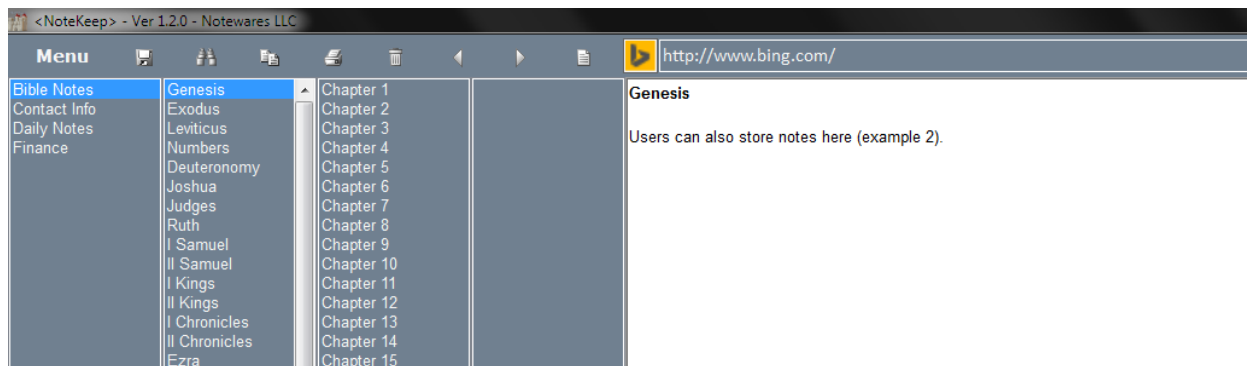 <NoteKeep> - Ver 1.2.0 - Notewares LLC
Menu
http://www.bing.com/
Bible Notes
Contact Info
Daily Notes
Finance
Genesis
Exodus
Leviticus
Numbers
Deuteronomy
Joshua
Judges
Ruth
I Samuel
II Samuel
I Kings
II Kings
I Chronicles
II Chronicles
Ezra
Chapter 1
Chapter 2
Chapter 3
Chapter 4
Chapter 5
Chapter 6
Chapter 7
Chapter 8
Chapter 9
Chapter 10
Chapter 11
Chapter 12
Chapter 13
Chapter 14
Chapter 15
Genesis
Users can also store notes here (example 2).